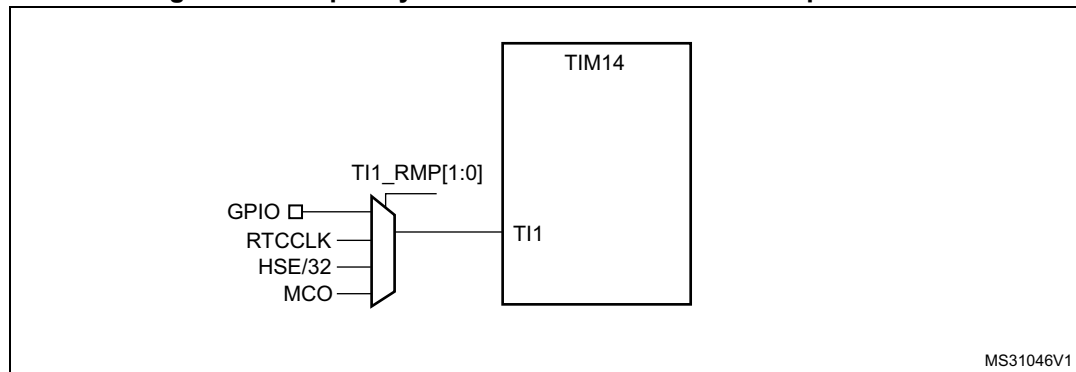 TIM14
TI1_RMP[1:0]
GPIO
RTCCLK
TI1
HSE/32
MCO
MS31046V1